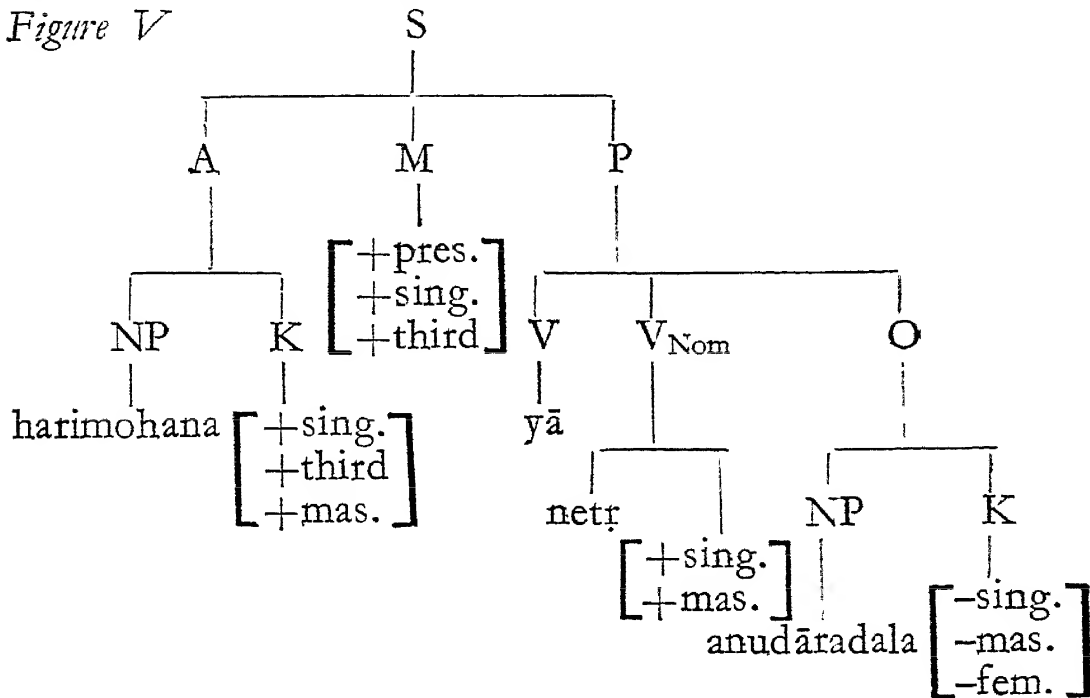 Figure V
S
A M P
+pres.
+sing.
NP K +third V V_Nom O
harimohana +sing. yā
+third netṛ NP K
+mas. +sing.
+mas. –sing.
anudāradala –mas.
–fem.